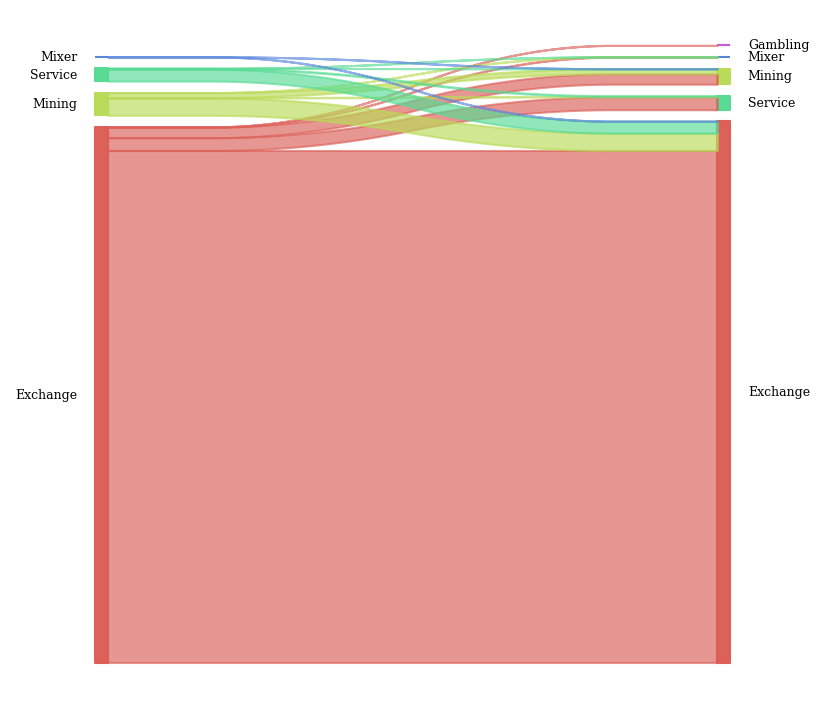 Mixer
Service
Mining
Exchange
Gambling
Mixer
Mining
Service
Exchange